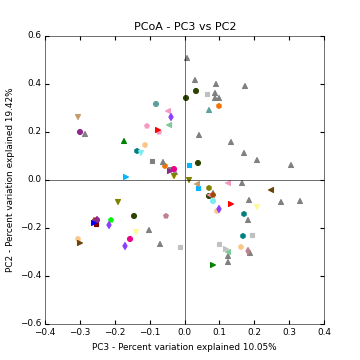 PCoA - PC3 vs PC2
PC2 - Percent variation explained 19.42%
0.6
0.4
0.2
0.0
−0.2
−0.4
−0.6
−0.4 −0.3 −0.2 −0.1 0.0 0.1 0.2 0.3 0.4
PC3 - Percent variation explained 10.05%